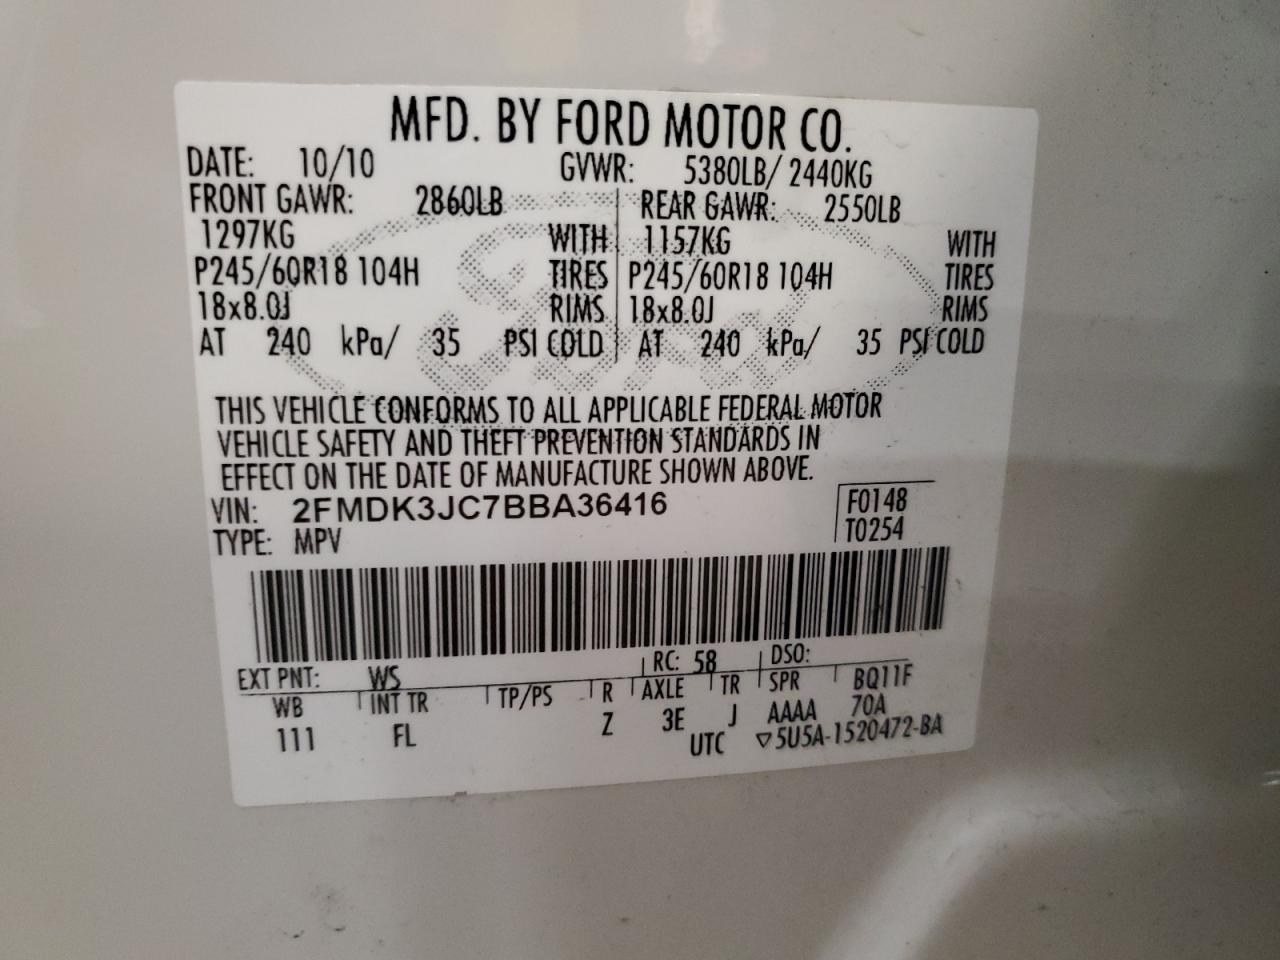 MFD. BY FORD MOTOR CO.
DATE: 10/10 GVWR: 5380LB/ 2440KG
FRONT GAWR: 2860LB REAR GAWR: 2550LB
1297KG WITH 1157KG WITH
P245/60R18 104H TIRES P245/60R18 104H TIRES
18x8.0J RIMS 18x8.0J RIMS
AT 240 kPa/ 35 PSI COLD AT 240 kPa/ 35 PSI COLD
Ford
THIS VEHICLE CONFORMS TO ALL APPLICABLE FEDERAL MOTOR
VEHICLE SAFETY AND THEFT PREVENTION STANDARDS IN
EFFECT ON THE DATE OF MANUFACTURE SHOWN ABOVE.
VIN: 2FMDK3JC7BBA36416 F0148
TYPE: MPV T0254
EXT PNT: WS RC: 58 DSO:
WB INT TR TP/PS R AXLE TR SPR BQ11F
111 FL Z 3E J AAAA 70A
UTC ▽5U5A-1520472-BA